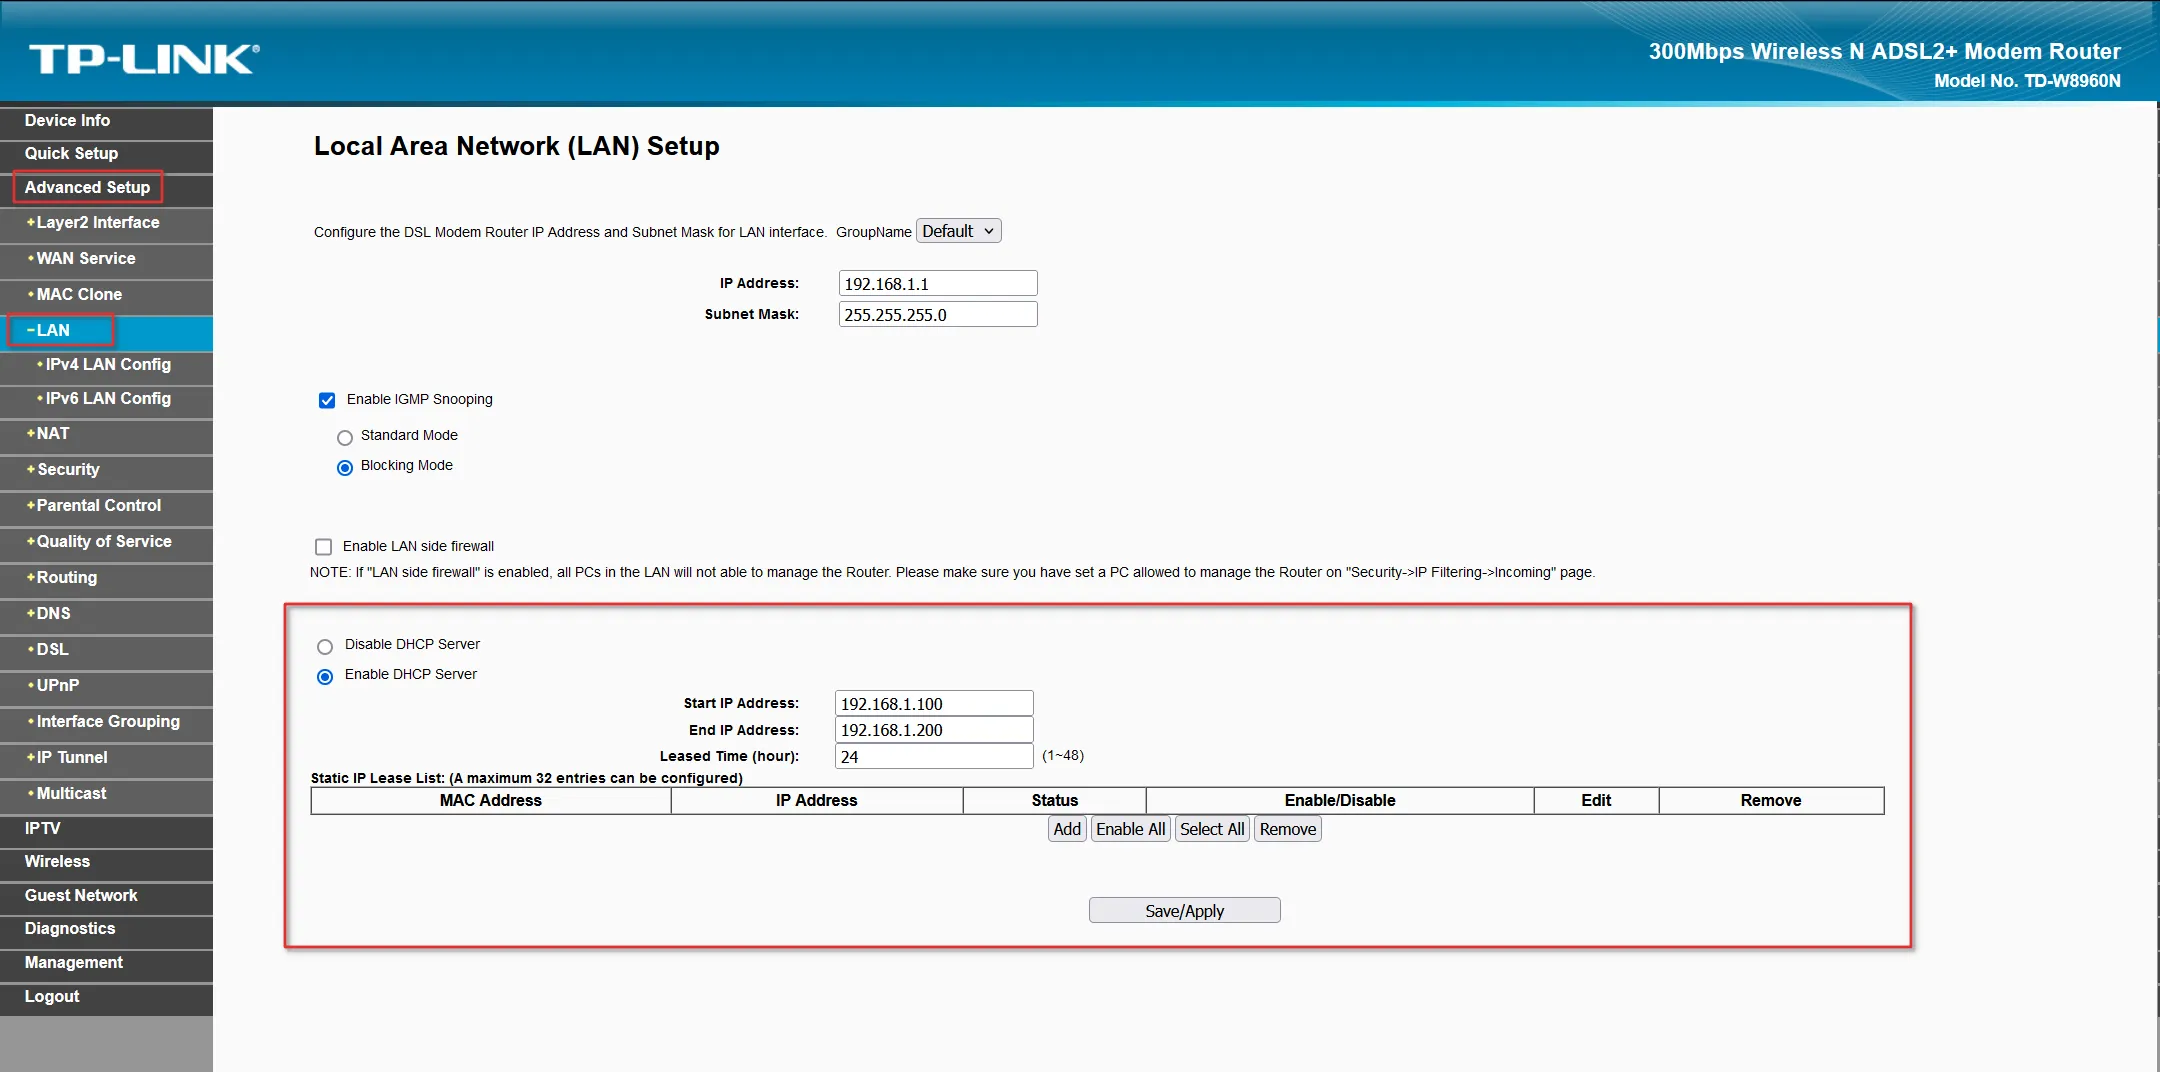 TP-LINK®
300Mbps Wireless N ADSL2+ Modem Router
Model No. TD-W8960N
Device Info
Quick Setup
Advanced Setup
+Layer2 Interface
•WAN Service
•MAC Clone
−LAN
•IPv4 LAN Config
•IPv6 LAN Config
+NAT
+Security
+Parental Control
+Quality of Service
+Routing
+DNS
•DSL
•UPnP
•Interface Grouping
+IP Tunnel
•Multicast
IPTV
Wireless
Guest Network
Diagnostics
Management
Logout
Local Area Network (LAN) Setup
Configure the DSL Modem Router IP Address and Subnet Mask for LAN interface. GroupName Default
IP Address: 192.168.1.1
Subnet Mask: 255.255.255.0
Enable IGMP Snooping
Standard Mode
Blocking Mode
Enable LAN side firewall
NOTE: If "LAN side firewall" is enabled, all PCs in the LAN will not able to manage the Router. Please make sure you have set a PC allowed to manage the Router on "Security->IP Filtering->Incoming" page.
Disable DHCP Server
Enable DHCP Server
Start IP Address: 192.168.1.100
End IP Address: 192.168.1.200
Leased Time (hour): 24 (1~48)
Static IP Lease List: (A maximum 32 entries can be configured)
MAC Address IP Address Status Enable/Disable Edit Remove
Add Enable All Select All Remove
Save/Apply